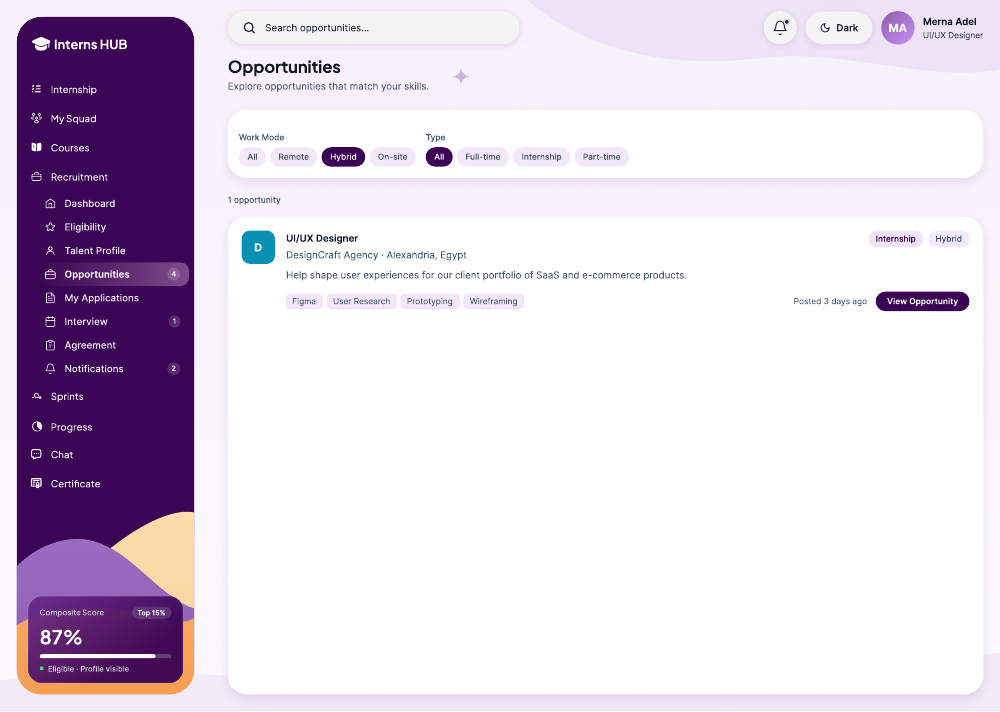 Interns HUB
Internship
My Squad
Courses
Recruitment
Dashboard
Eligibility
Talent Profile
Opportunities 4
My Applications
Interview 1
Agreement
Notifications 2
Sprints
Progress
Chat
Certificate
Composite Score Top 15%
87%
Eligible · Profile visible
Search opportunities...
Dark
MA
Merna Adel
UI/UX Designer
Opportunities
Explore opportunities that match your skills.
Work Mode
All Remote Hybrid On-site
Type
All Full-time Internship Part-time
1 opportunity
D
UI/UX Designer
Internship Hybrid
DesignCraft Agency · Alexandria, Egypt
Help shape user experiences for our client portfolio of SaaS and e-commerce products.
Figma User Research Prototyping Wireframing
Posted 3 days ago View Opportunity